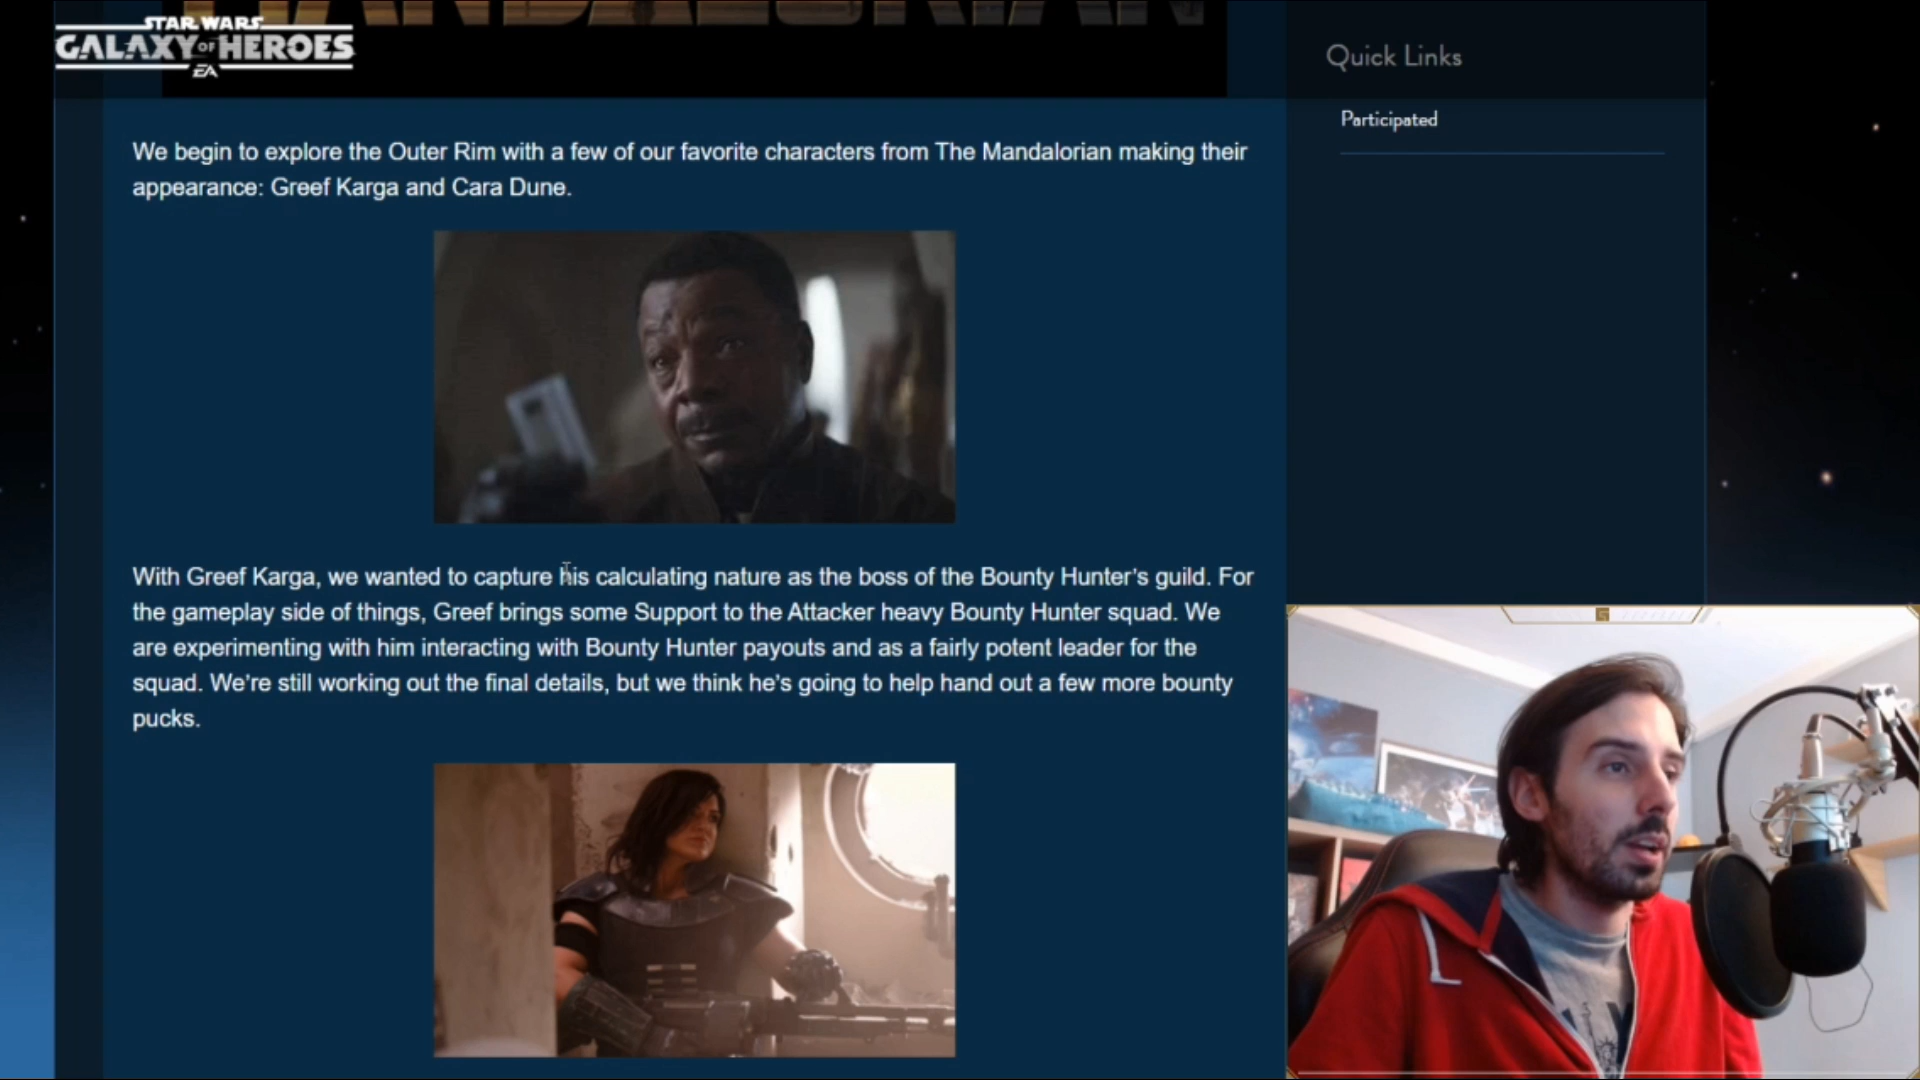 MANDALORIAN
STAR WARS
GALAXY OF HEROES
EA
Quick Links
Participated
We begin to explore the Outer Rim with a few of our favorite characters from The Mandalorian making their
appearance: Greef Karga and Cara Dune.
With Greef Karga, we wanted to capture his calculating nature as the boss of the Bounty Hunter’s guild. For
the gameplay side of things, Greef brings some Support to the Attacker heavy Bounty Hunter squad. We
are experimenting with him interacting with Bounty Hunter payouts and as a fairly potent leader for the
squad. We’re still working out the final details, but we think he’s going to help hand out a few more bounty
pucks.